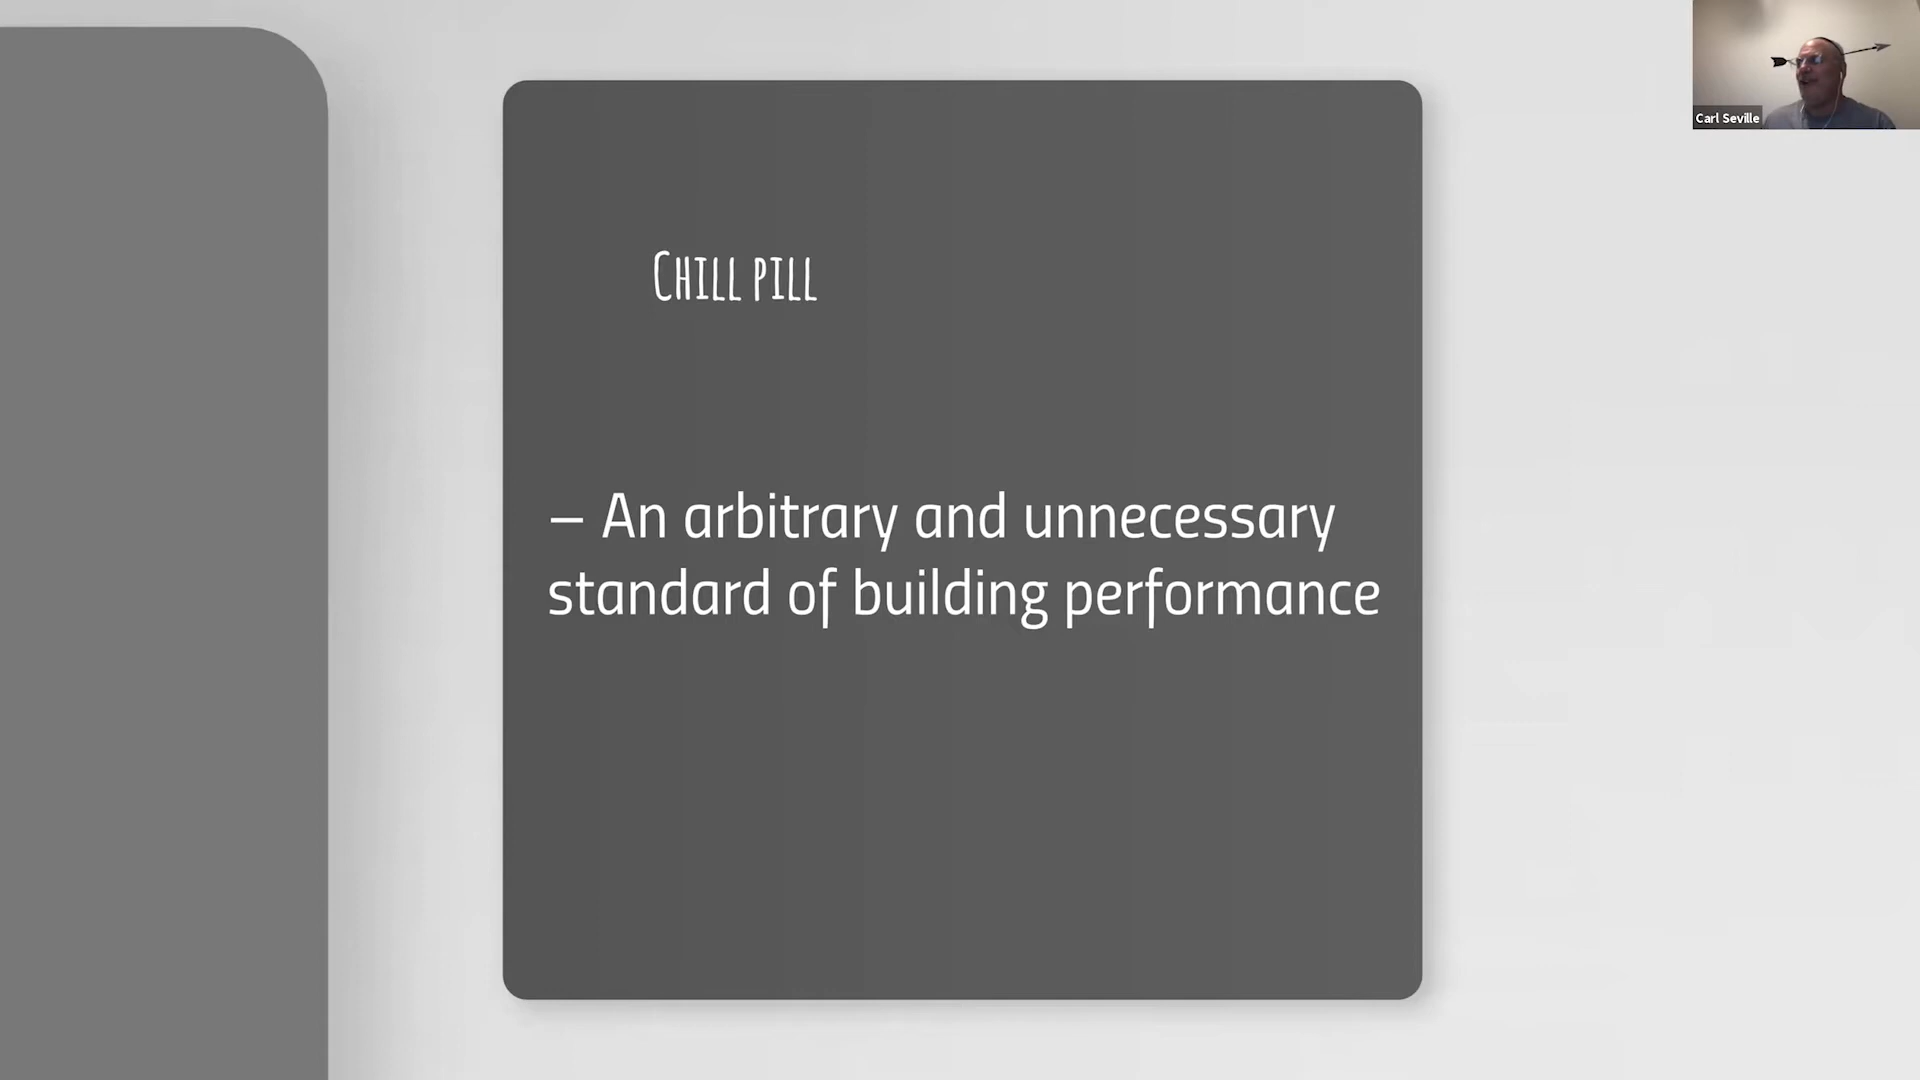 Carl Seville
Chill pill
– An arbitrary and unnecessary
standard of building performance